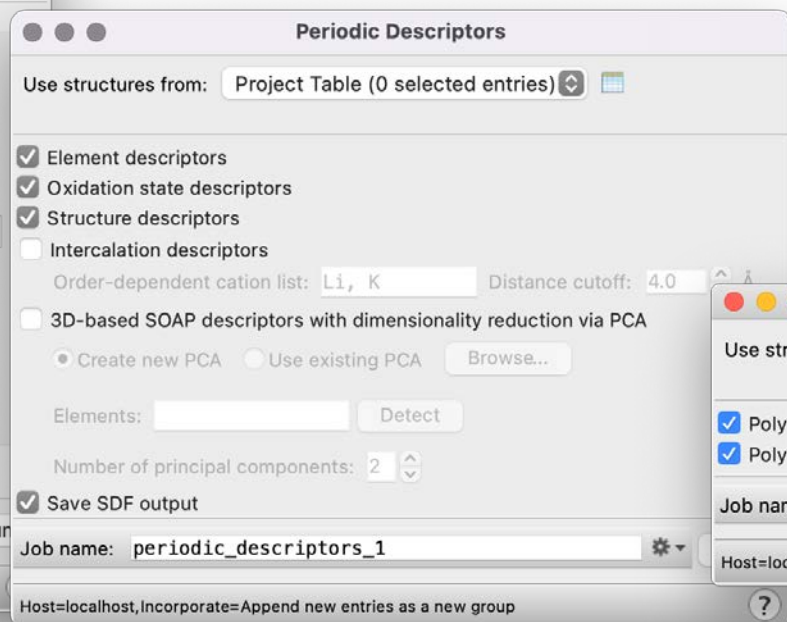 Periodic Descriptors
Use structures from: Project Table (0 selected entries)
Element descriptors
Oxidation state descriptors
Structure descriptors
Intercalation descriptors
Order-dependent cation list: Li, K Distance cutoff: 4.0 Å
3D-based SOAP descriptors with dimensionality reduction via PCA
Create new PCA Use existing PCA Browse...
Elements: Detect
Number of principal components: 2
Save SDF output
Job name: periodic_descriptors_1
Host=localhost,Incorporate=Append new entries as a new group
Use str
Poly
Poly
Job nar
Host=loc
?